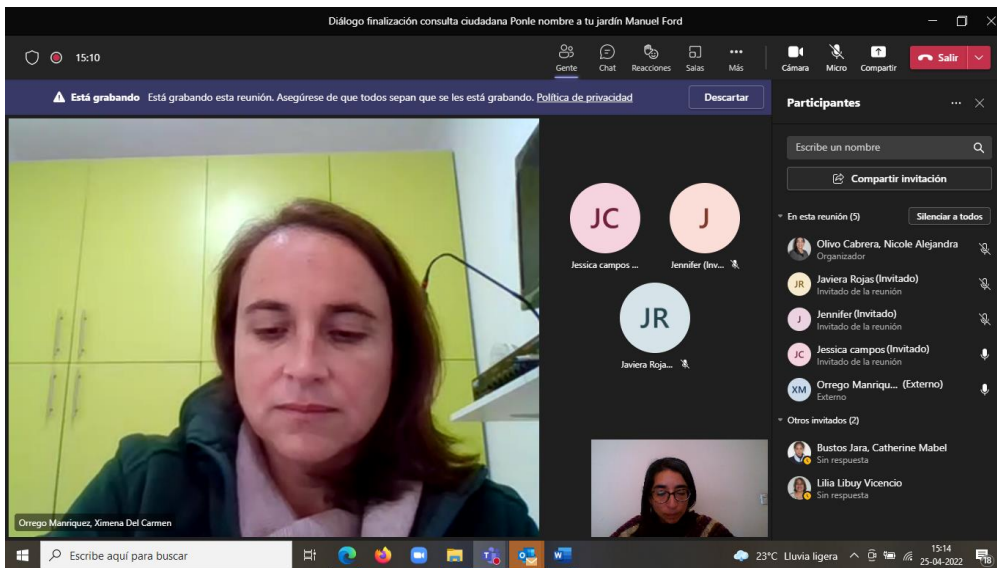 Diálogo finalización consulta ciudadana Ponle nombre a tu jardín Manuel Ford
15:10
Gente
Chat
Reacciones
Salas
Más
Cámara
Micro
Compartir
Salir
Está grabando Está grabando esta reunión. Asegúrese de que todos sepan que se les está grabando. Política de privacidad
Descartar
Orrego Manriquez, Ximena Del Carmen
JC
Jessica campos ...
J
Jennifer (Inv...
JR
Javiera Roja...
Participantes
Escribe un nombre
Compartir invitación
En esta reunión (5)
Silenciar a todos
Olivo Cabrera, Nicole Alejandra
Organizador
JR
Javiera Rojas (Invitado)
Invitado de la reunión
J
Jennifer (Invitado)
Invitado de la reunión
JC
Jessica campos (Invitado)
Invitado de la reunión
XM
Orrego Manriqu... (Externo)
Externo
Otros invitados (2)
Bustos Jara, Catherine Mabel
Sin respuesta
Lilia Libuy Vicencio
Sin respuesta
Escribe aquí para buscar
23°C Lluvia ligera
15:14
25-04-2022
18